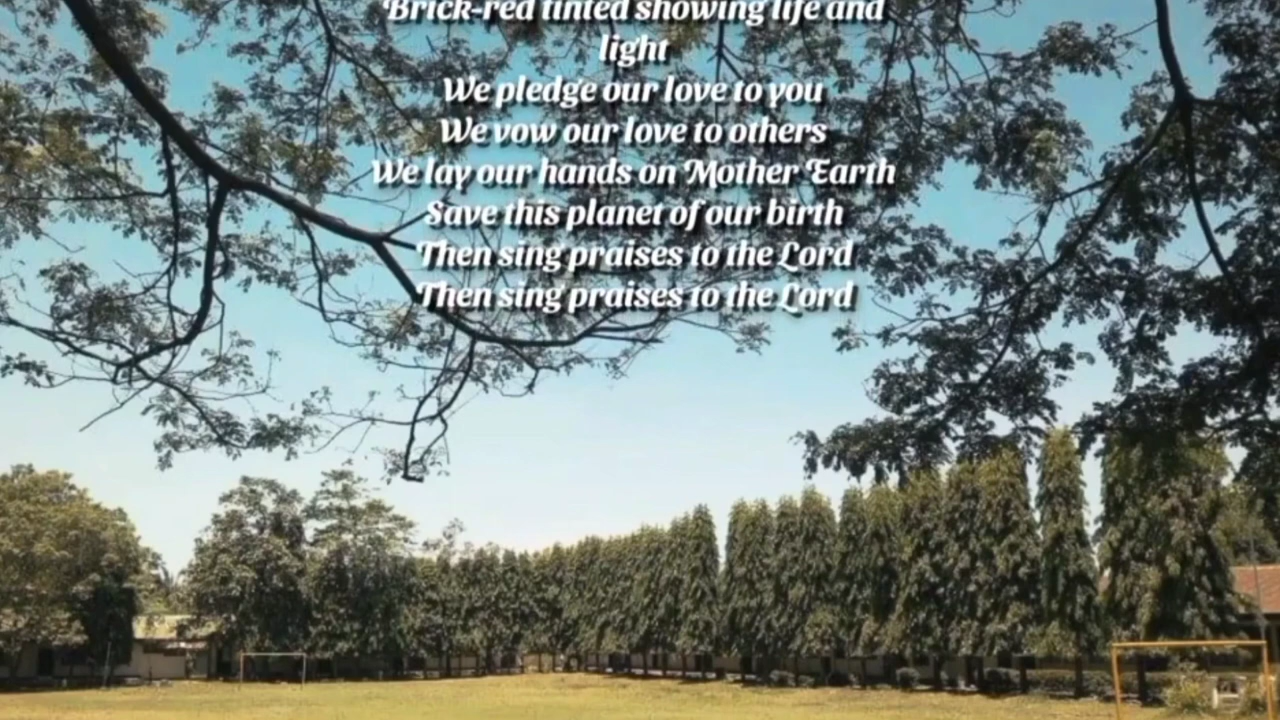 Brick-red tinted showing life and
light
We pledge our love to you
We vow our love to others
We lay our hands on Mother Earth
Save this planet of our birth
Then sing praises to the Lord
Then sing praises to the Lord